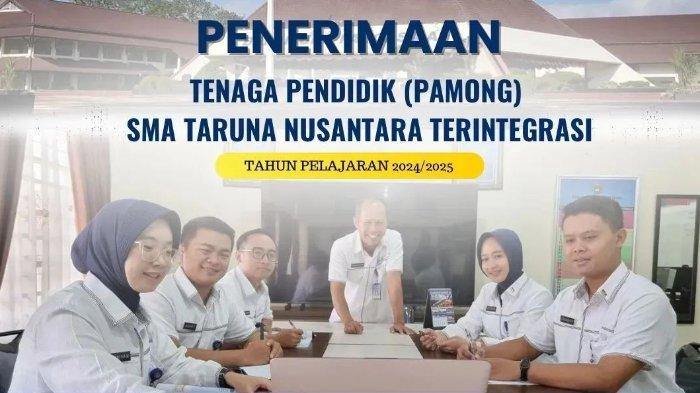 PENERIMAAN
TENAGA PENDIDIK (PAMONG)
SMA TARUNA NUSANTARA TERINTEGRASI
TAHUN PELAJARAN 2024/2025